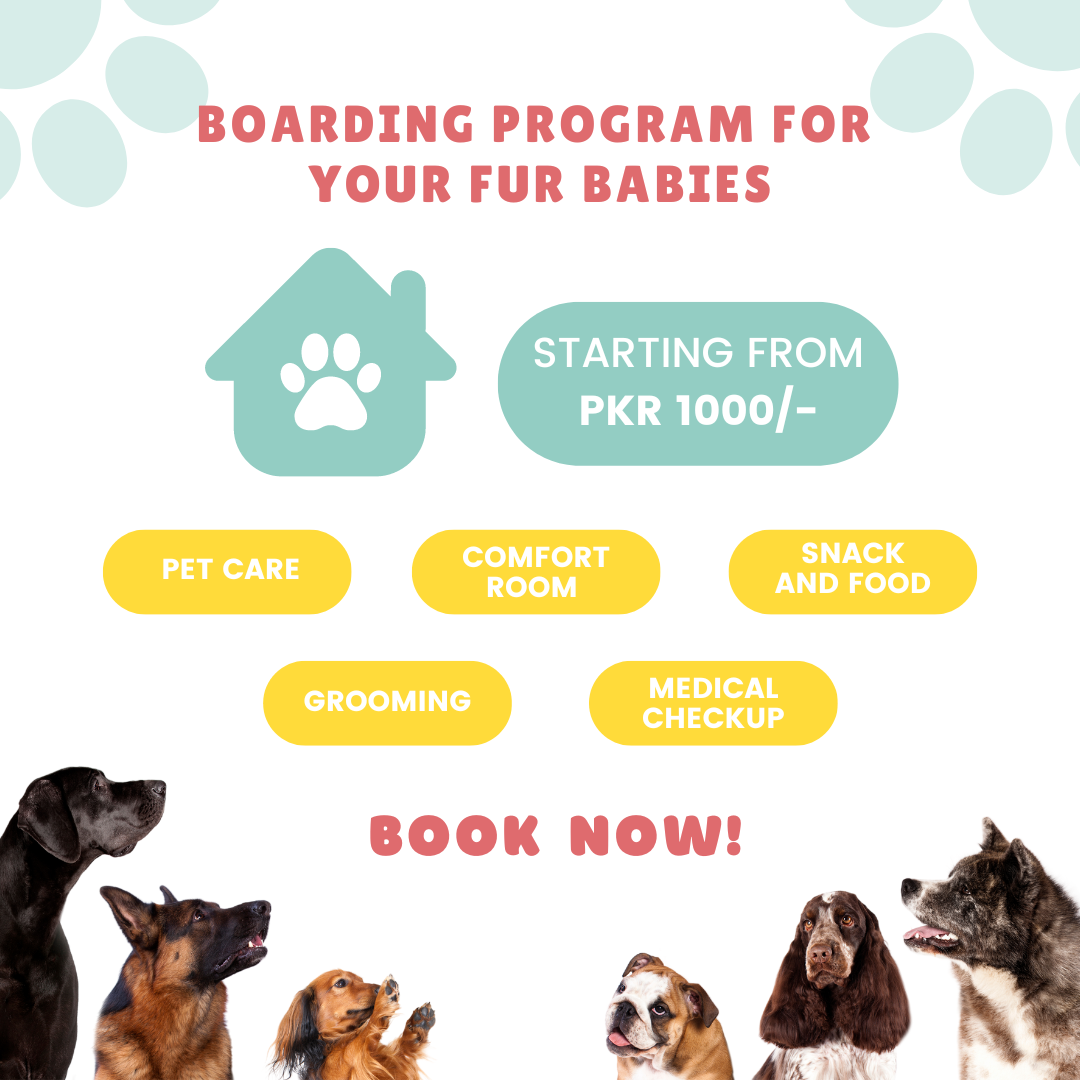 BOARDING PROGRAM FOR
YOUR FUR BABIES
STARTING FROM
PKR 1000/-
PET CARE
COMFORT
ROOM
SNACK
AND FOOD
GROOMING
MEDICAL
CHECKUP
BOOK NOW!